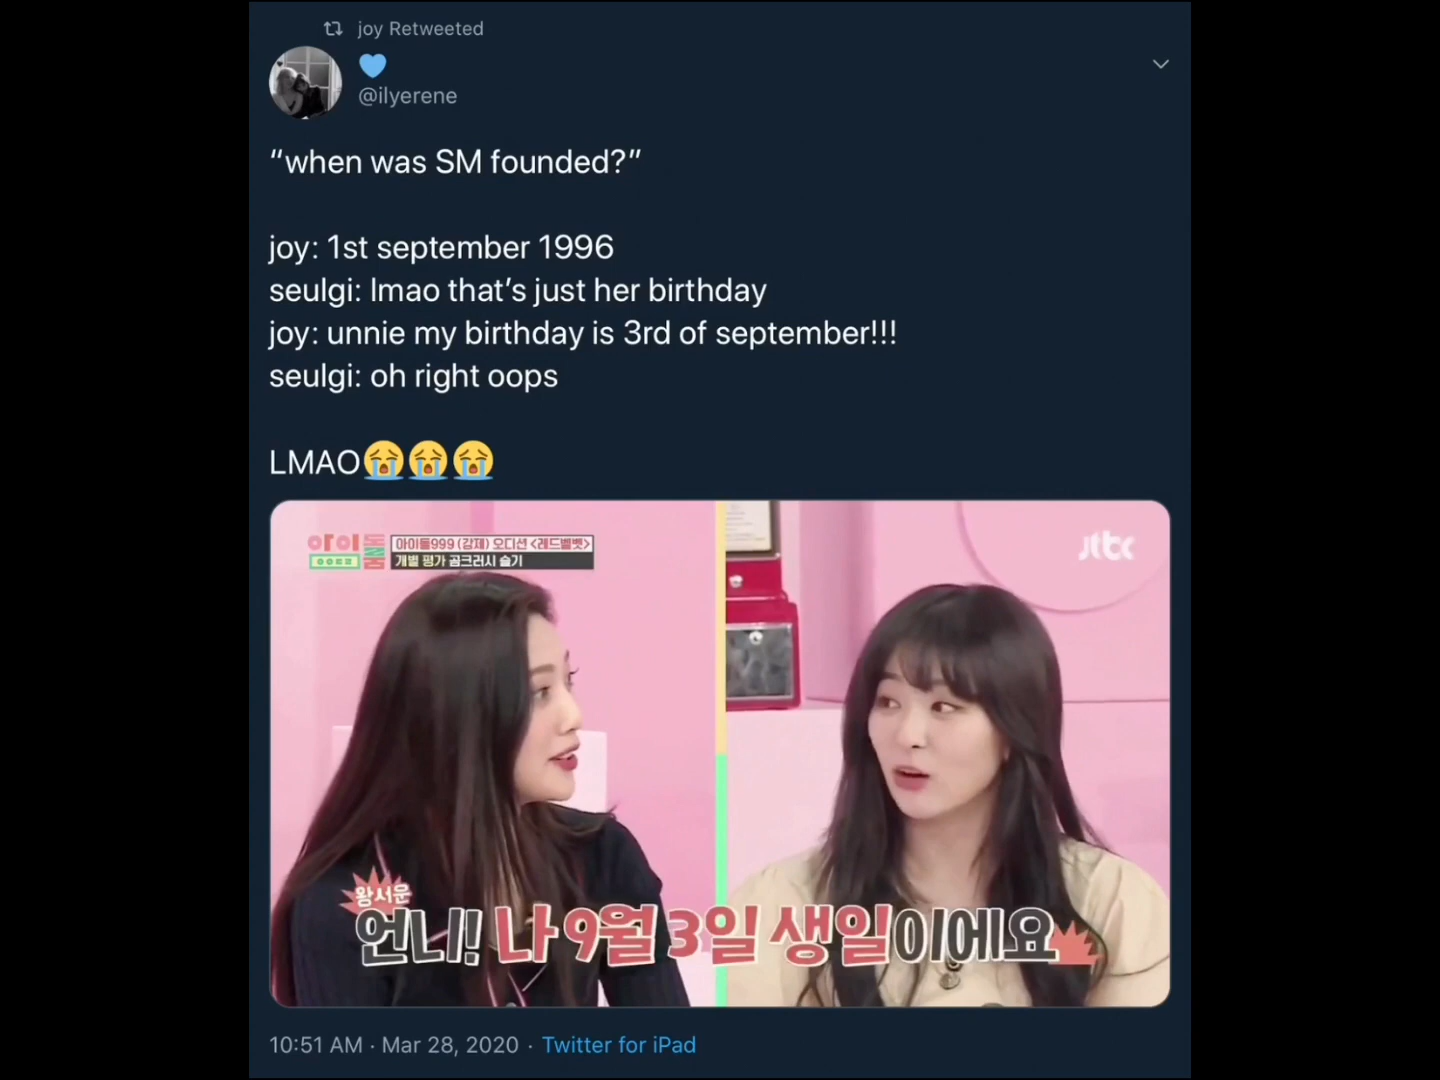 joy Retweeted
@ilyerene
“when was SM founded?”
joy: 1st september 1996
seulgi: lmao that’s just her birthday
joy: unnie my birthday is 3rd of september!!!
seulgi: oh right oops
LMAO😭😭😭
아이돌룸
아이돌999 (강제) 오디션 <레드벨벳>
개별 평가 곰크러시 슬기
jtbc
왕서운
언니! 나 9월 3일 생일이에요
10:51 AM · Mar 28, 2020 · Twitter for iPad